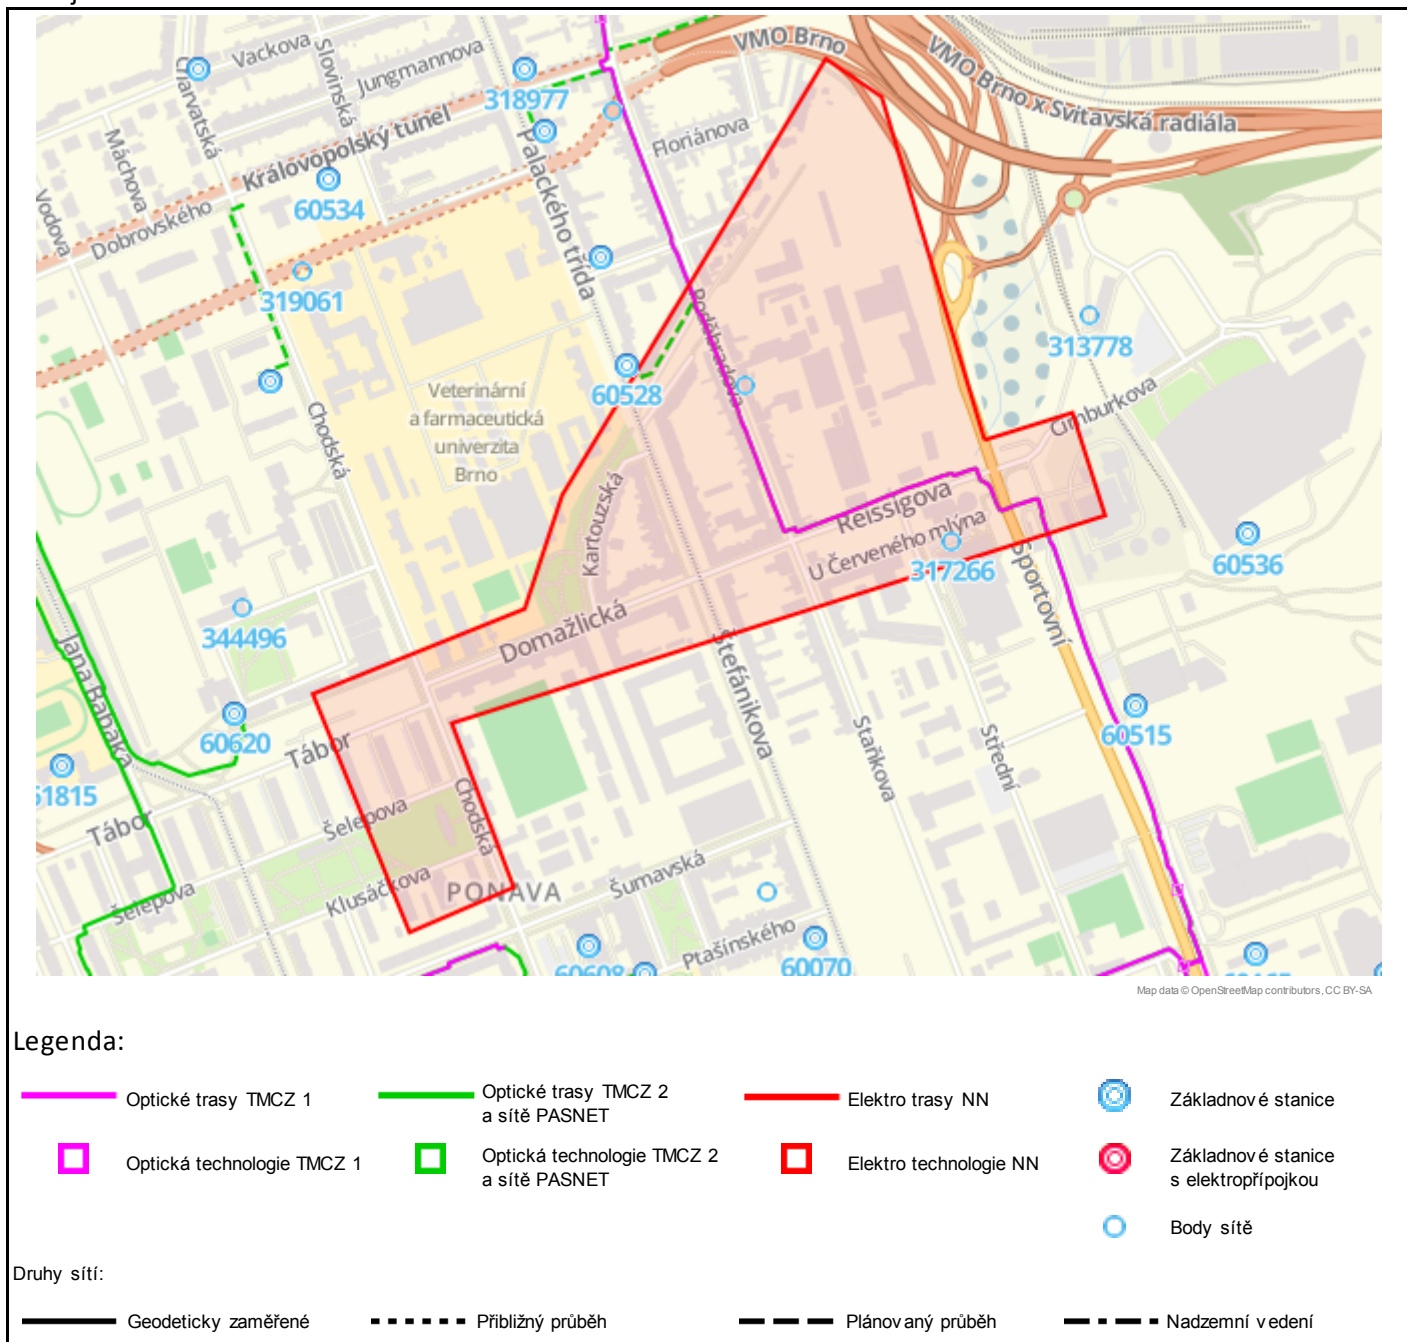 Vackova
Slovinská
Jungmannova
VMO Brno
VMO Brno x Svitavská radiála
Charvatská
318977
Máchova
Královopolský tunel
Palackého třída
Floriánova
Vodova
60534
Dobrovského
319061
Poděbradova
313778
60528
Veterinární
a farmaceutická
univerzita
Brno
Cimburkova
Chodská
Kartouzská
Reissigova
U Červeného mlýna
317266
60536
Sportovní
344496
Domažlická
Jana Babáka
Štefánikova
60620
Tábor
Staňkova
Střední
60515
51815
Tábor
Šelepova
Chodská
Šelepova
Klusáčkova
PONAVA
Šumavská
Ptašínského
60608
60070
Map data © OpenStreetMap contributors, CC BY-SA
Legenda:
Optické trasy TMCZ 1
Optické trasy TMCZ 2
a sítě PASNET
Elektro trasy NN
Základnové stanice
Optická technologie TMCZ 1
Optická technologie TMCZ 2
a sítě PASNET
Elektro technologie NN
Základnové stanice
s elektropřípojkou
Body sítě
Druhy sítí:
Geodeticky zaměřené
Přibližný průběh
Plánovaný průběh
Nadzemní vedení